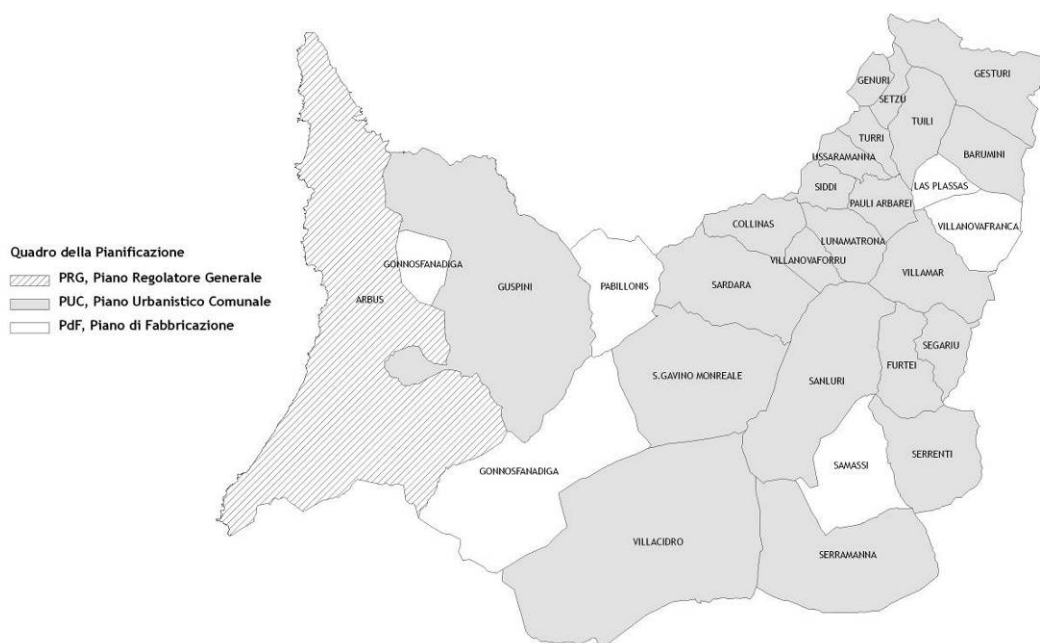 GESTURI
GENURI
SETZU
TUILI
TURRI
BARUMINI
USSARAMANNA
SIDDI
LAS PLASSAS
PAULI ARBAREI
COLLINAS
VILLANOVAFRANCA
LUNAMATRONA
VILLANOVAFORRU
VILLAMAR
Quadro della Pianificazione
PRG, Piano Regolatore Generale
PUC, Piano Urbanistico Comunale
PdF, Piano di Fabbricazione
GONNOSFANADIGA
ARBUS
GUSPINI
PABILLONIS
SARDARA
SEGARIU
FURTEI
S.GAVINO MONREALE
SANLURI
SERRENTI
GONNOSFANADIGA
SAMASSI
VILLACIDRO
SERRAMANNA